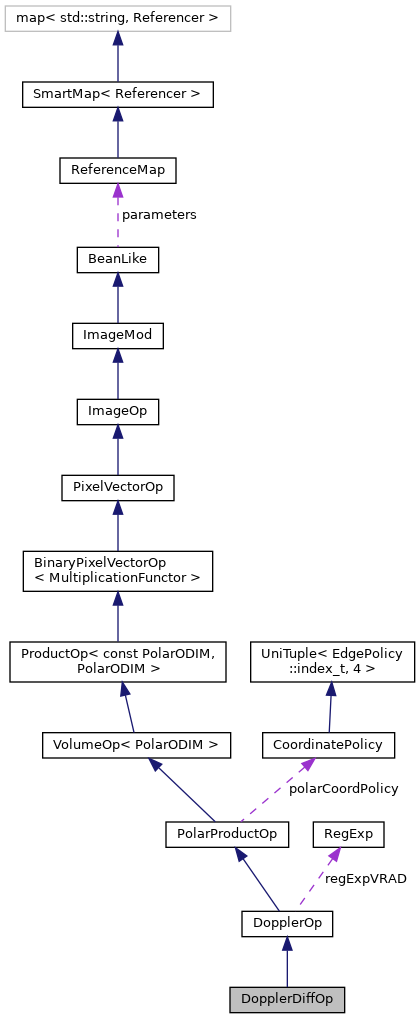 map< std::string, Referencer >
SmartMap< Referencer >
ReferenceMap
parameters
BeanLike
ImageMod
ImageOp
PixelVectorOp
BinaryPixelVectorOp
< MultiplicationFunctor >
ProductOp< const PolarODIM,
PolarODIM >
UniTuple< EdgePolicy
::index_t, 4 >
VolumeOp< PolarODIM >
CoordinatePolicy
polarCoordPolicy
PolarProductOp
RegExp
regExpVRAD
DopplerOp
DopplerDiffOp